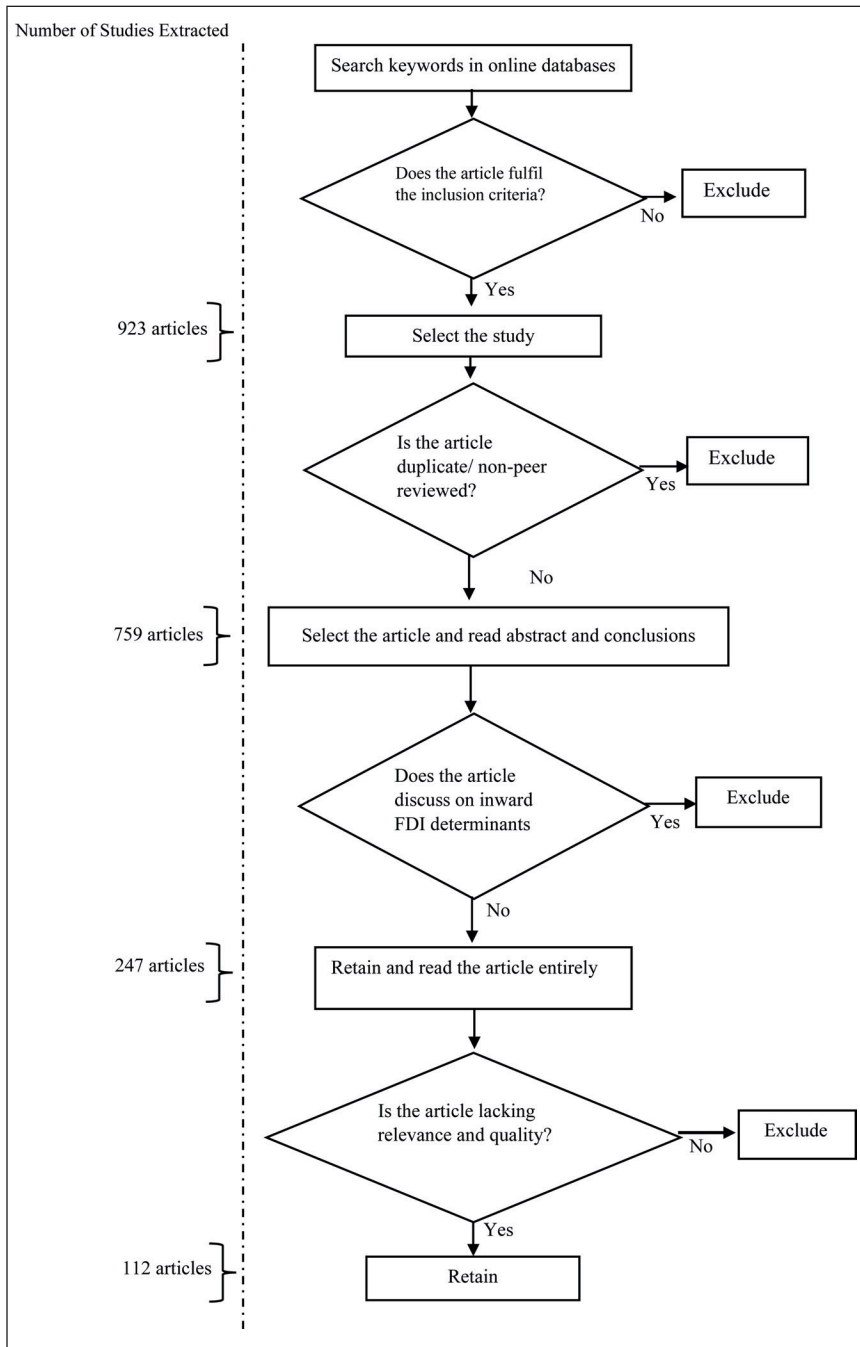 Number of Studies Extracted
Search keywords in online databases
Does the article fulfil
the inclusion criteria?
No
Exclude
Yes
923 articles
Select the study
Is the article
duplicate/ non-peer
reviewed?
Yes
Exclude
No
759 articles
Select the article and read abstract and conclusions
Does the article
discuss on inward
FDI determinants
Yes
Exclude
No
247 articles
Retain and read the article entirely
Is the article lacking
relevance and quality?
No
Exclude
Yes
112 articles
Retain